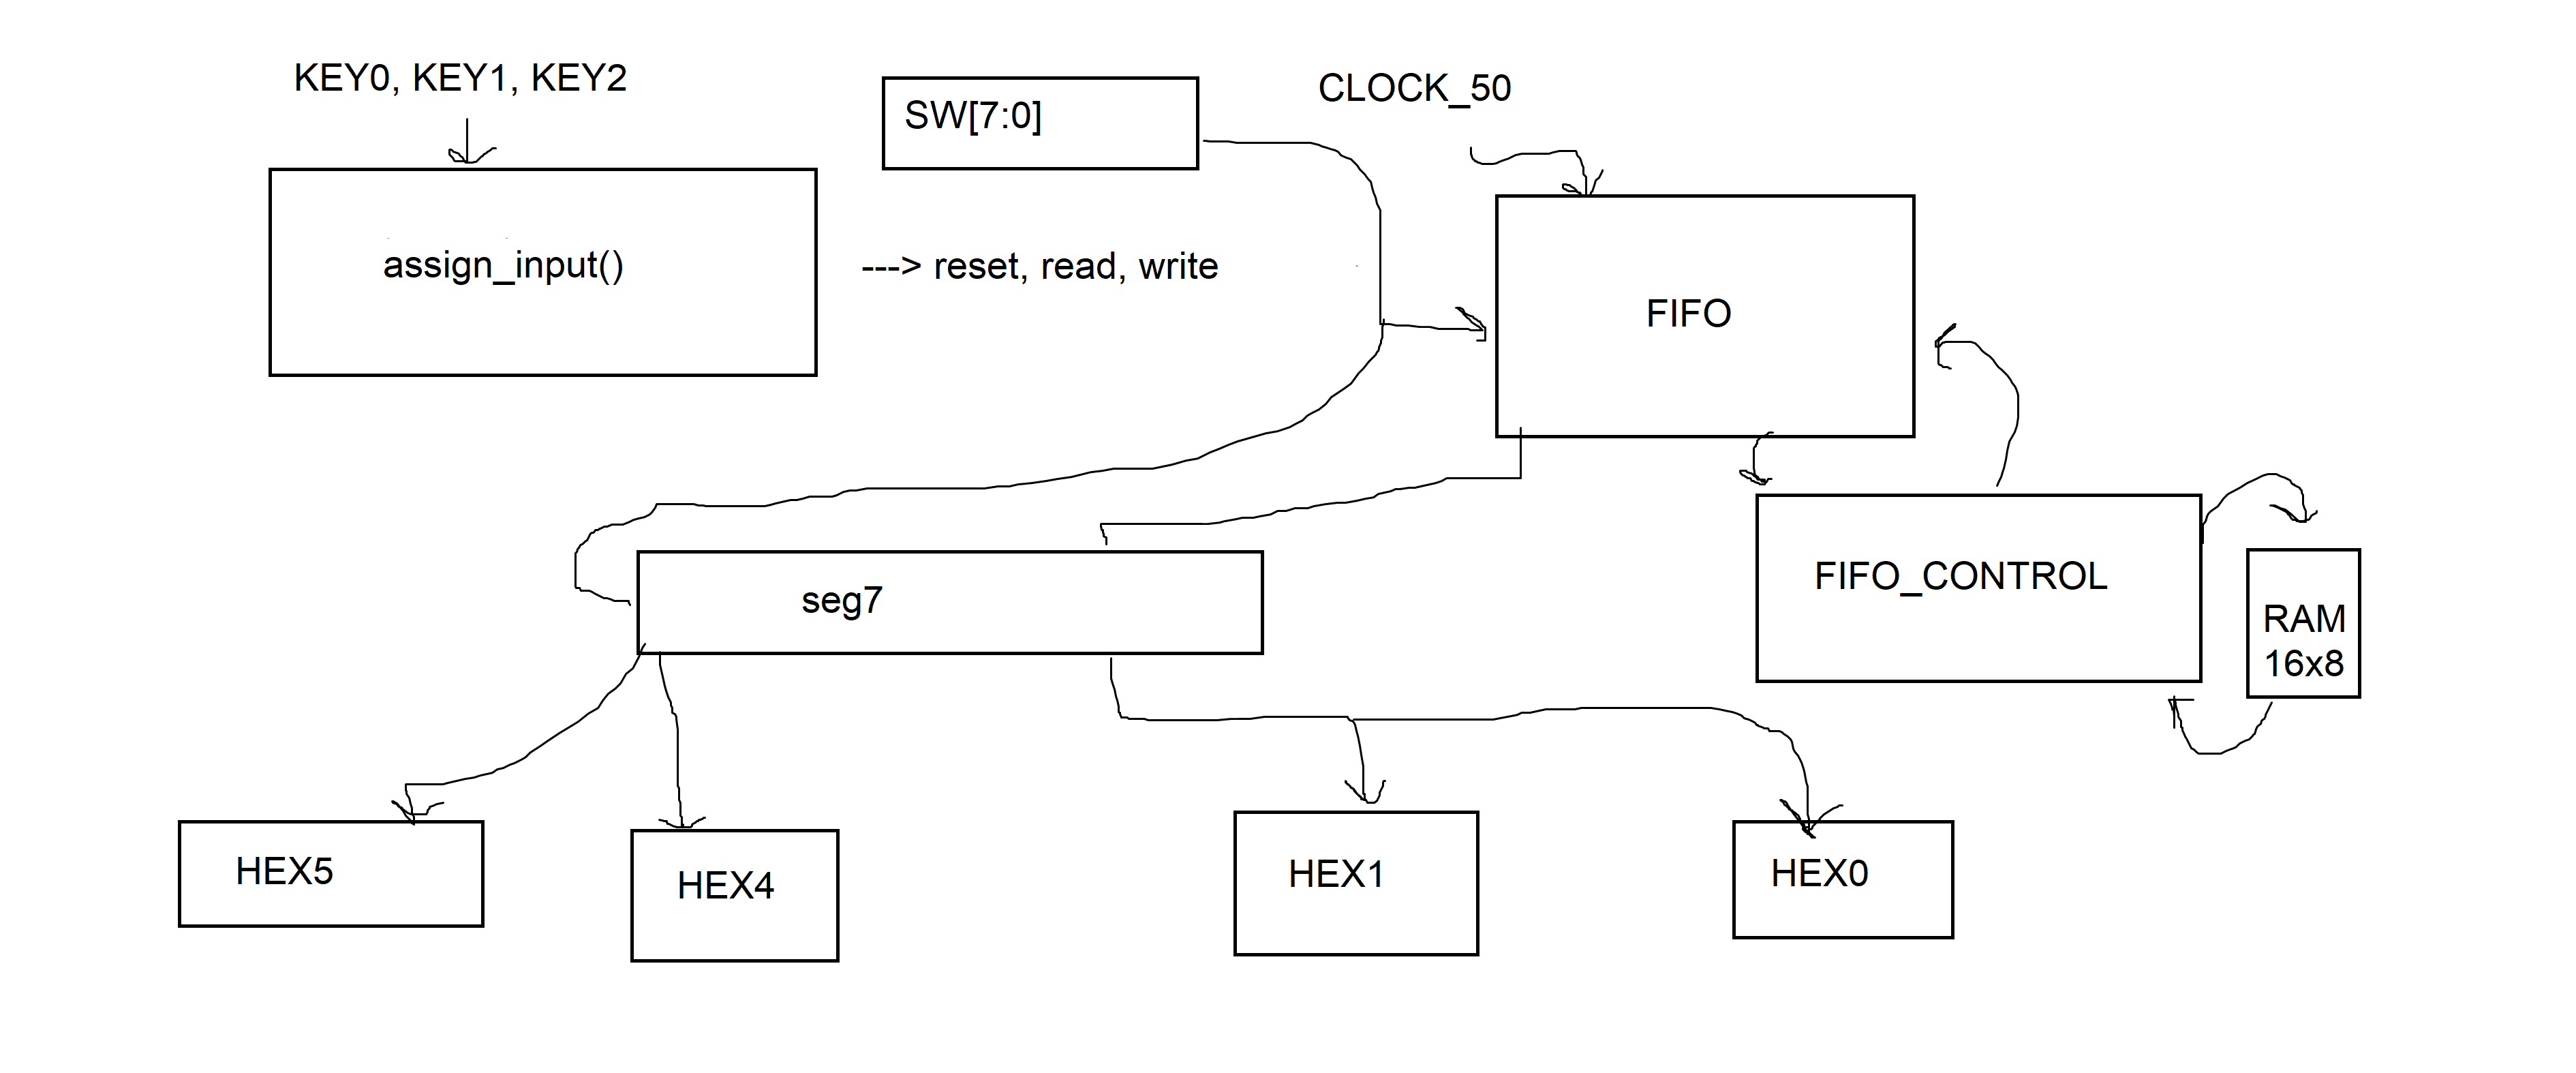 KEY0, KEY1, KEY2
SW[7:0]
CLOCK_50
assign_input()
---> reset, read, write
FIFO
seg7
FIFO_CONTROL
RAM
16x8
HEX5
HEX4
HEX1
HEX0